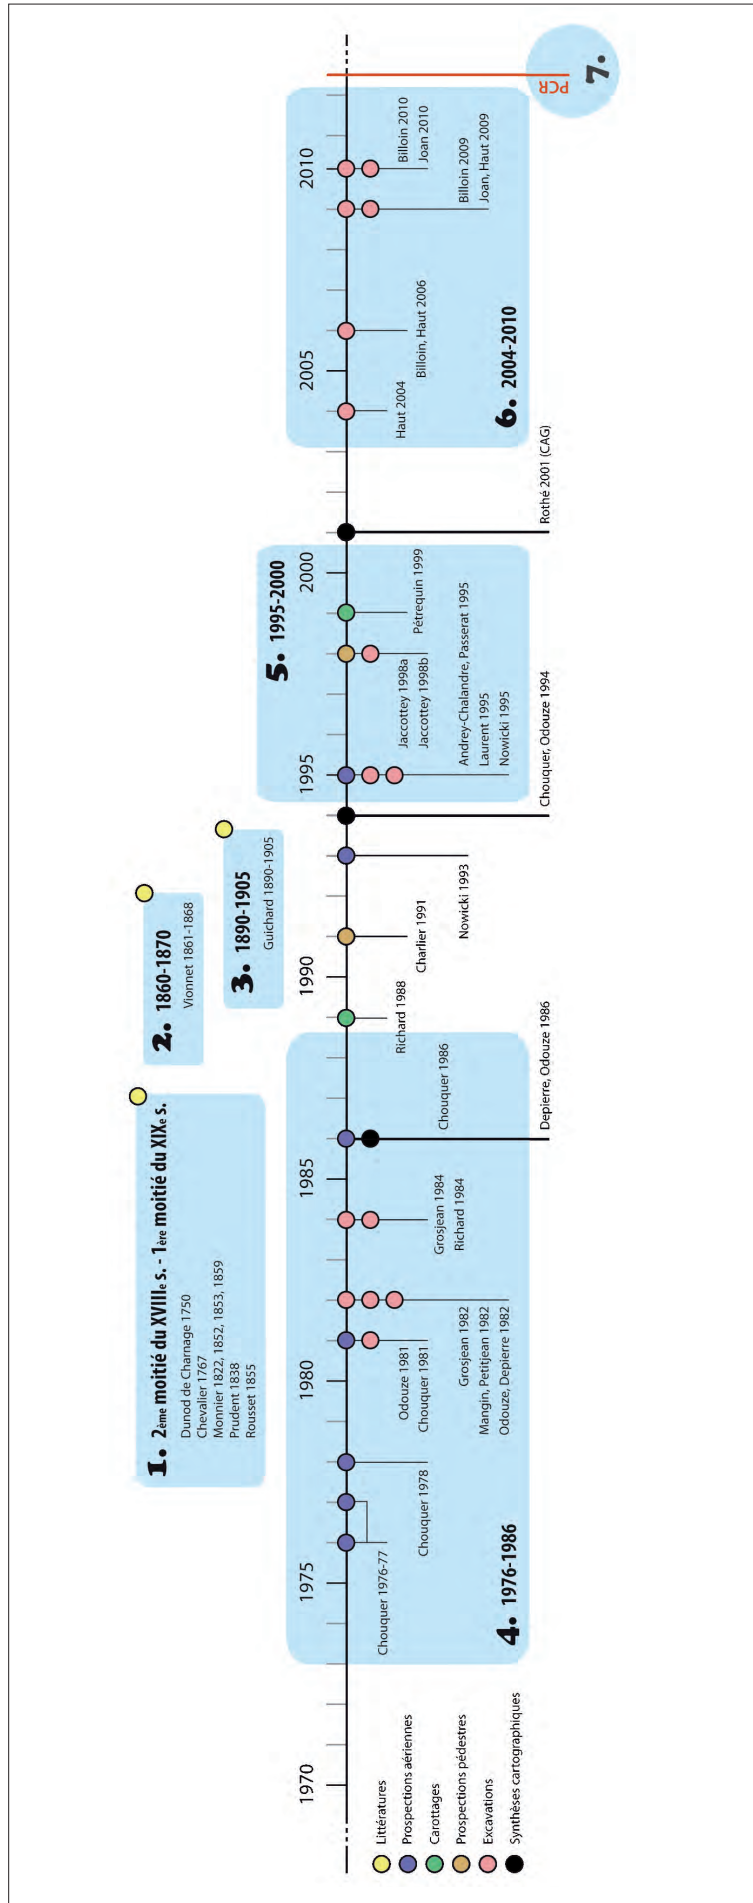 1. 2ème moitié du XVIIIe s. - 1ère moitié du XIXe s.
Dunod de Charnage 1750
Chevalier 1767
Monnier 1822, 1852, 1853, 1859
Prudent 1838
Rousset 1855
2. 1860-1870
Vionnet 1861-1868
3. 1890-1905
Guichard 1890-1905
1970
1975
1980
1985
1990
1995
2000
2005
2010
4. 1976-1986
Chouquer 1976-77
Chouquer 1978
Odouze 1981
Chouquer 1981
Grosjean 1982
Mangin, Petitjean 1982
Odouze, Depierre 1982
Grosjean 1984
Richard 1984
Chouquer 1986
Depierre, Odouze 1986
Richard 1988
Charlier 1991
Nowicki 1993
Chouquer, Odouze 1994
5. 1995-2000
Andrey-Chalandre, Passerat 1995
Laurent 1995
Nowicki 1995
Jaccottey 1998a
Jaccottey 1998b
Pétrequin 1999
Rothé 2001 (CAG)
6. 2004-2010
Haut 2004
Billoin, Haut 2006
Billoin 2009
Joan, Haut 2009
Billoin 2010
Joan 2010
PCR
7.
Littératures
Prospections aériennes
Carottages
Prospections pédestres
Excavations
Synthèses cartographiques